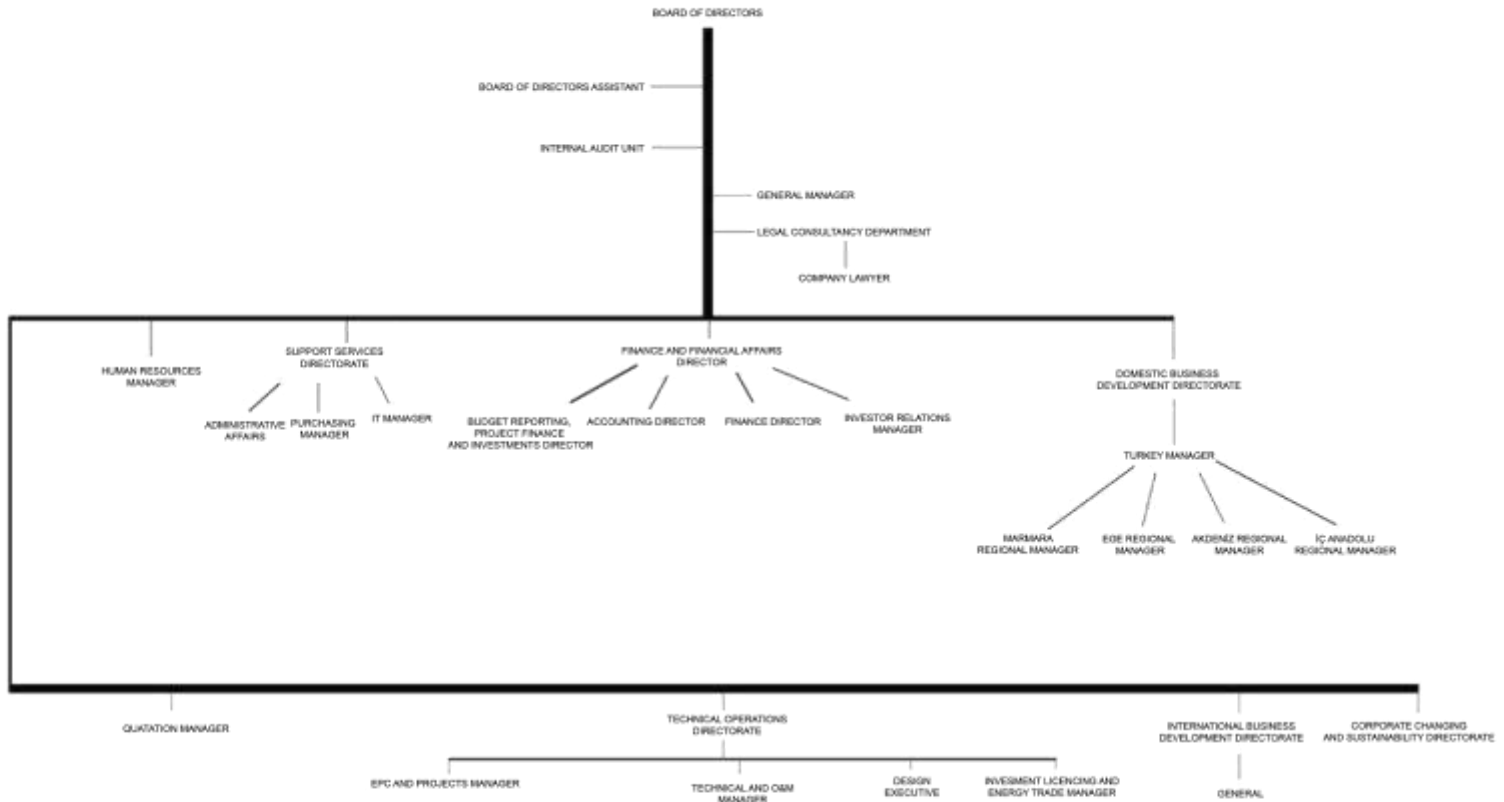 BOARD OF DIRECTORS
BOARD OF DIRECTORS ASSISTANT
INTERNAL AUDIT UNIT
GENERAL MANAGER
LEGAL CONSULTANCY DEPARTMENT
COMPANY LAWYER
HUMAN RESOURCES
MANAGER
SUPPORT SERVICES
DIRECTORATE
ADMINISTRATIVE
AFFAIRS
PURCHASING
MANAGER
IT MANAGER
FINANCE AND FINANCIAL AFFAIRS
DIRECTOR
BUDGET REPORTING,
PROJECT FINANCE
AND INVESTMENTS DIRECTOR
ACCOUNTING DIRECTOR
FINANCE DIRECTOR
INVESTOR RELATIONS
MANAGER
DOMESTIC BUSINESS
DEVELOPMENT DIRECTORATE
TURKEY MANAGER
MARMARA
REGIONAL MANAGER
EGE REGIONAL
MANAGER
AKDENİZ REGIONAL
MANAGER
İÇ ANADOLU
REGIONAL MANAGER
QUATATION MANAGER
TECHNICAL OPERATIONS
DIRECTORATE
EPC AND PROJECTS MANAGER
TECHNICAL AND O&M
MANAGER
DESIGN
EXECUTIVE
INVESMENT LICENCING AND
ENERGY TRADE MANAGER
INTERNATIONAL BUSINESS
DEVELOPMENT DIRECTORATE
GENERAL
CORPORATE CHANGING
AND SUSTAINABILITY DIRECTORATE